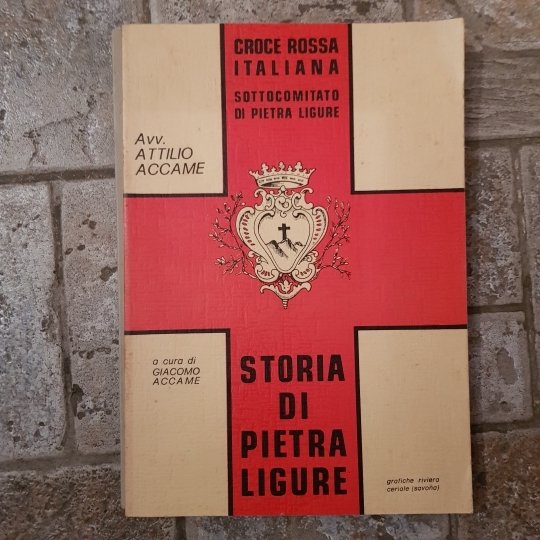 CROCE ROSSA
ITALIANA
SOTTOCOMITATO
DI PIETRA LIGURE
Avv.
ATTILIO
ACCAME
a cura di
GIACOMO
ACCAME
STORIA
DI
PIETRA
LIGURE
grafiche riviera
ceriale (savona)